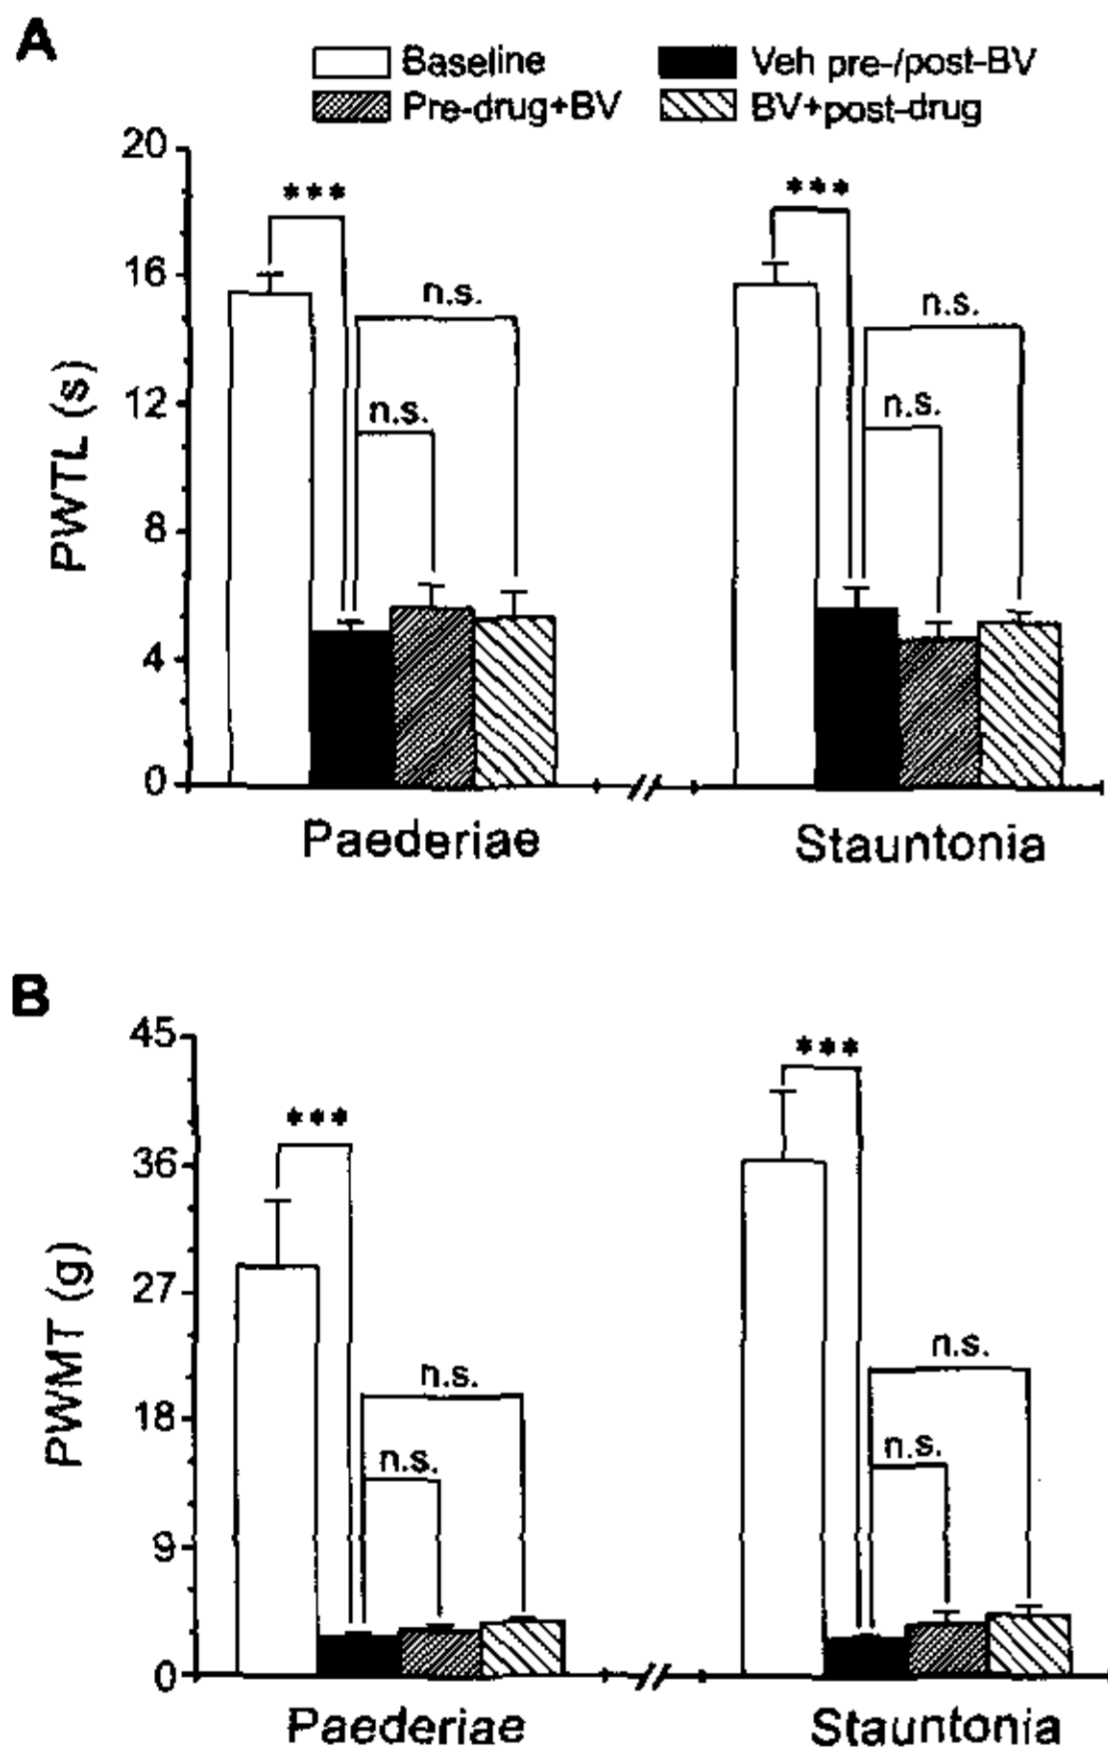 A
Baseline
Veh pre-/post-BV
Pre-drug+BV
BV+post-drug
PWTL (s)
20
16
12
8
4
0
***
n.s.
n.s.
***
n.s.
n.s.
Paederiae
Stauntonia
B
PWMT (g)
45
36
27
18
9
0
***
n.s.
n.s.
***
n.s.
n.s.
Paederiae
Stauntonia